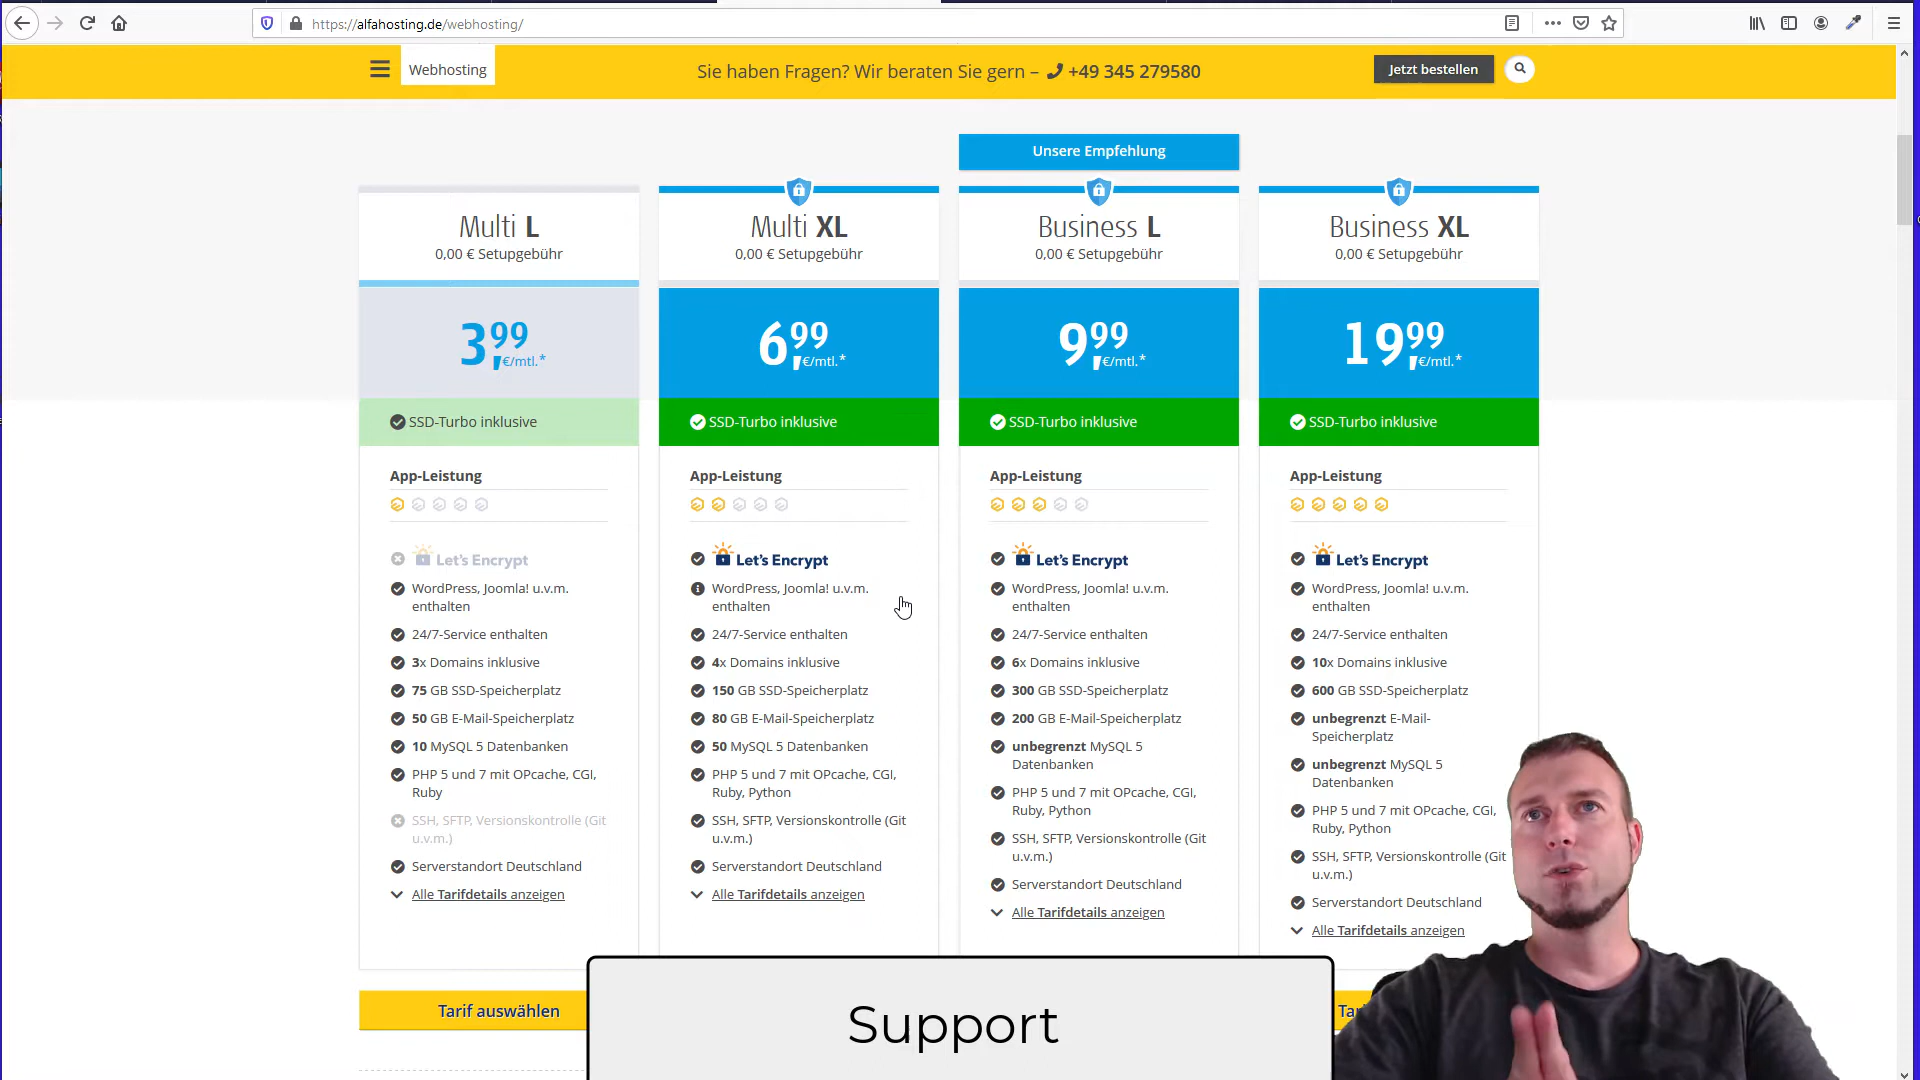 https://alfahosting.de/webhosting/
Webhosting
Sie haben Fragen? Wir beraten Sie gern – +49 345 279580
Jetzt bestellen
Unsere Empfehlung
Multi L
0,00 € Setupgebühr
3,99
€/mtl.*
SSD-Turbo inklusive
App-Leistung
Let's Encrypt
WordPress, Joomla! u.v.m.
enthalten
24/7-Service enthalten
3x Domains inklusive
75 GB SSD-Speicherplatz
50 GB E-Mail-Speicherplatz
10 MySQL 5 Datenbanken
PHP 5 und 7 mit OPcache, CGI,
Ruby
SSH, SFTP, Versionskontrolle (Git
u.v.m.)
Serverstandort Deutschland
Alle Tarifdetails anzeigen
Tarif auswählen
Multi XL
0,00 € Setupgebühr
6,99
€/mtl.*
SSD-Turbo inklusive
App-Leistung
Let's Encrypt
WordPress, Joomla! u.v.m.
enthalten
24/7-Service enthalten
4x Domains inklusive
150 GB SSD-Speicherplatz
80 GB E-Mail-Speicherplatz
50 MySQL 5 Datenbanken
PHP 5 und 7 mit OPcache, CGI,
Ruby, Python
SSH, SFTP, Versionskontrolle (Git
u.v.m.)
Serverstandort Deutschland
Alle Tarifdetails anzeigen
Business L
0,00 € Setupgebühr
9,99
€/mtl.*
SSD-Turbo inklusive
App-Leistung
Let's Encrypt
WordPress, Joomla! u.v.m.
enthalten
24/7-Service enthalten
6x Domains inklusive
300 GB SSD-Speicherplatz
200 GB E-Mail-Speicherplatz
unbegrenzt MySQL 5
Datenbanken
PHP 5 und 7 mit OPcache, CGI,
Ruby, Python
SSH, SFTP, Versionskontrolle (Git
u.v.m.)
Serverstandort Deutschland
Alle Tarifdetails anzeigen
Business XL
0,00 € Setupgebühr
19,99
€/mtl.*
SSD-Turbo inklusive
App-Leistung
Let's Encrypt
WordPress, Joomla! u.v.m.
enthalten
24/7-Service enthalten
10x Domains inklusive
600 GB SSD-Speicherplatz
unbegrenzt E-Mail-
Speicherplatz
unbegrenzt MySQL 5
Datenbanken
PHP 5 und 7 mit OPcache, CGI,
Ruby, Python
SSH, SFTP, Versionskontrolle (Git
u.v.m.)
Serverstandort Deutschland
Alle Tarifdetails anzeigen
Support